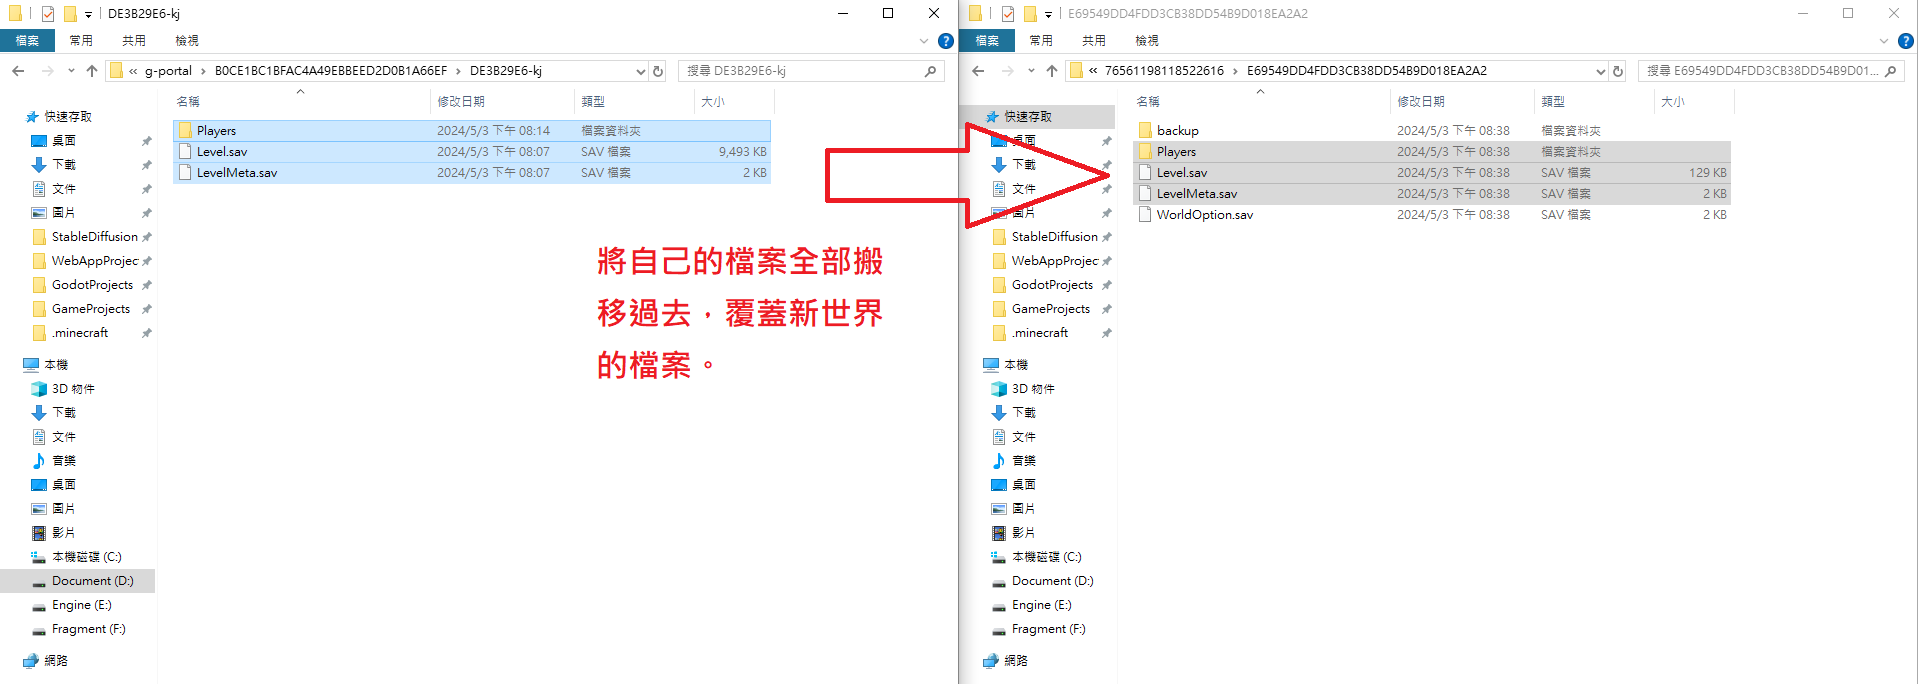 DE3B29E6-kj
檔案 常用 共用 檢視
« g-portal › B0CE1BC1BFAC4A49EBBEED2D0B1A66EF › DE3B29E6-kj
搜尋 DE3B29E6-kj
名稱 修改日期 類型 大小
Players 2024/5/3 下午 08:14 檔案資料夾
Level.sav 2024/5/3 下午 08:07 SAV 檔案 9,493 KB
LevelMeta.sav 2024/5/3 下午 08:07 SAV 檔案 2 KB
快速存取
桌面
下載
文件
圖片
StableDiffusion
WebAppProjec
GodotProjects
GameProjects
.minecraft
本機
3D 物件
下載
文件
音樂
桌面
圖片
影片
本機磁碟 (C:)
Document (D:)
Engine (E:)
Fragment (F:)
網路
將自己的檔案全部搬
移過去，覆蓋新世界
的檔案。
E69549DD4FDD3CB38DD54B9D018EA2A2
檔案 常用 共用 檢視
« 76561198118522616 › E69549DD4FDD3CB38DD54B9D018EA2A2
搜尋 E69549DD4FDD3CB38DD54B9D01...
名稱 修改日期 類型 大小
backup 2024/5/3 下午 08:38 檔案資料夾
Players 2024/5/3 下午 08:38 檔案資料夾
Level.sav 2024/5/3 下午 08:38 SAV 檔案 129 KB
LevelMeta.sav 2024/5/3 下午 08:38 SAV 檔案 2 KB
WorldOption.sav 2024/5/3 下午 08:38 SAV 檔案 2 KB
快速存取
桌面
下載
文件
圖片
StableDiffusion
WebAppProjec
GodotProjects
GameProjects
.minecraft
本機
3D 物件
下載
文件
音樂
桌面
圖片
影片
本機磁碟 (C:)
Document (D:)
Engine (E:)
Fragment (F:)
網路